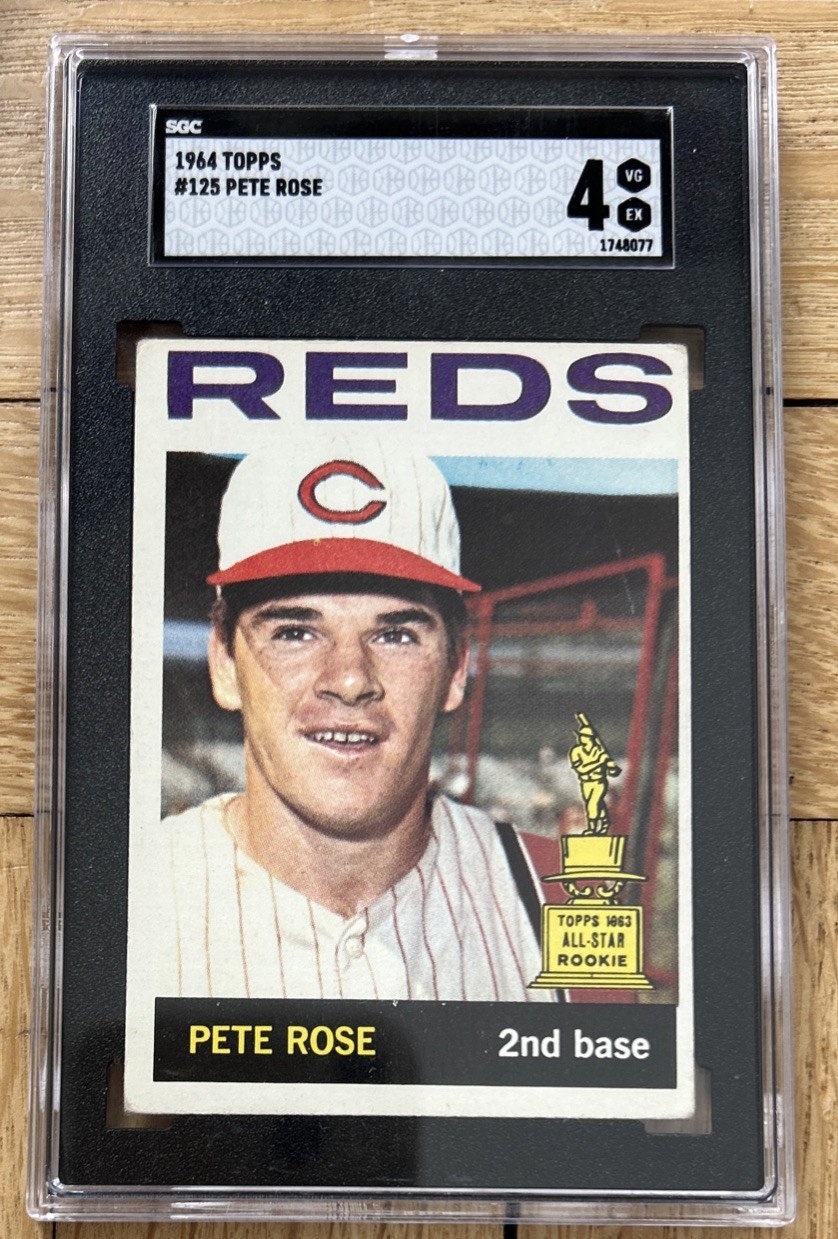 SGC
1964 TOPPS
#125 PETE ROSE
4
VG
EX
1748077
REDS
C
TOPPS 1963
ALL-STAR
ROOKIE
PETE ROSE
2nd base